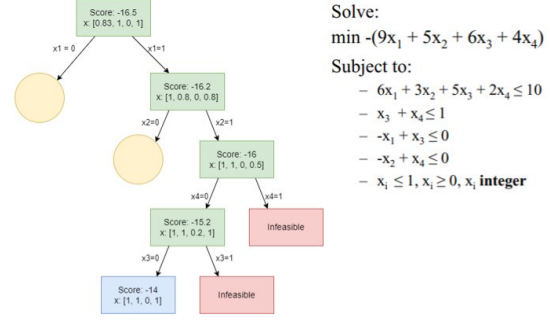 Score: -16.5
x: [0.83, 1, 0, 1]
x1 = 0
x1=1
Score: -16.2
x: [1, 0.8, 0, 0.8]
x2=0
x2=1
Score: -16
x: [1, 1, 0, 0.5]
x4=0
x4=1
Score: -15.2
x: [1, 1, 0.2, 1]
Infeasible
x3=0
x3=1
Score: -14
x: [1, 1, 0, 1]
Infeasible
Solve:
min -(9x₁ + 5x₂ + 6x₃ + 4x₄)
Subject to:
– 6x₁ + 3x₂ + 5x₃ + 2x₄ ≤ 10
– x₃ + x₄ ≤ 1
– -x₁ + x₃ ≤ 0
– -x₂ + x₄ ≤ 0
– xᵢ ≤ 1, xᵢ ≥ 0, xᵢ integer